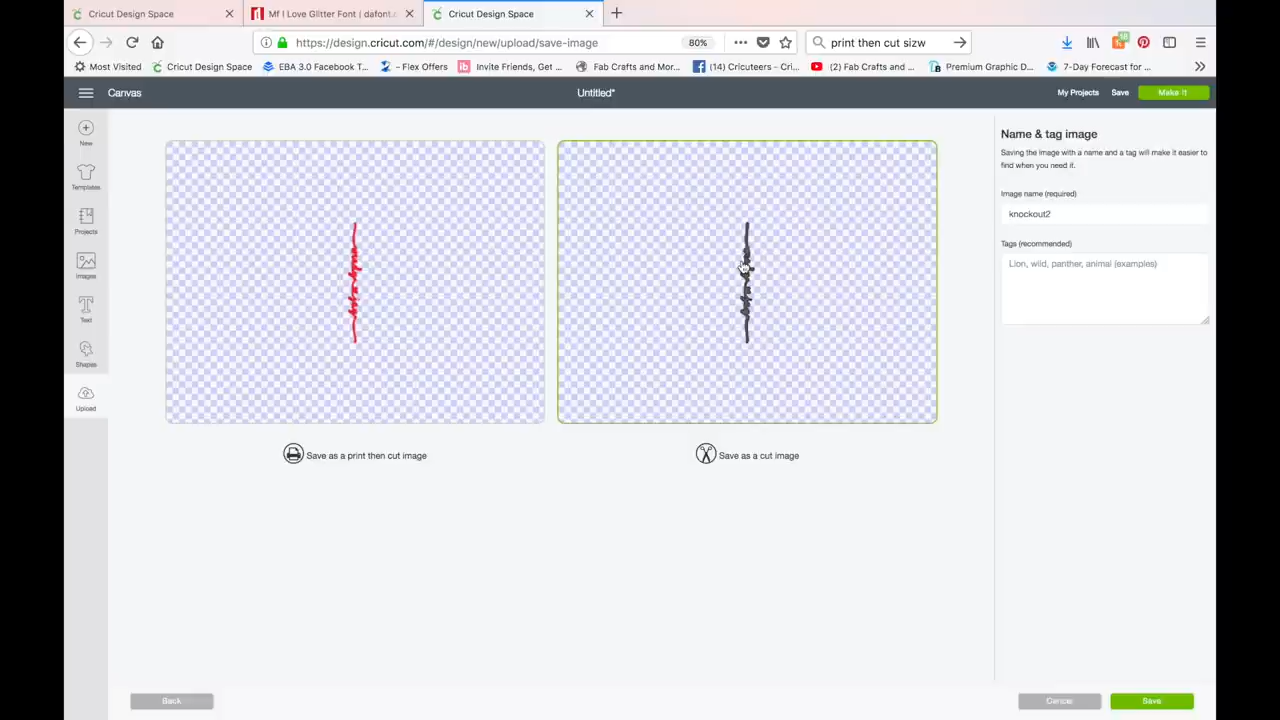 Cricut Design Space
Mf I Love Glitter Font | dafont.c
Cricut Design Space
https://design.cricut.com/#/design/new/upload/save-image
80%
print then cut sizw
18
Most Visited
Cricut Design Space
EBA 3.0 Facebook T...
- Flex Offers
Invite Friends, Get ...
Fab Crafts and Mor...
(14) Cricuteers - Cri...
(2) Fab Crafts and ...
Premium Graphic D...
7-Day Forecast for ...
Canvas
Untitled*
My Projects
Save
Make It
New
Templates
Projects
Images
Text
Shapes
Upload
Name & tag image
Saving the image with a name and a tag will make it easier to
find when you need it.
Image name (required)
knockout2
Tags (recommended)
Lion, wild, panther, animal (examples)
Save as a print then cut image
Save as a cut image
Back
Cancel
Save